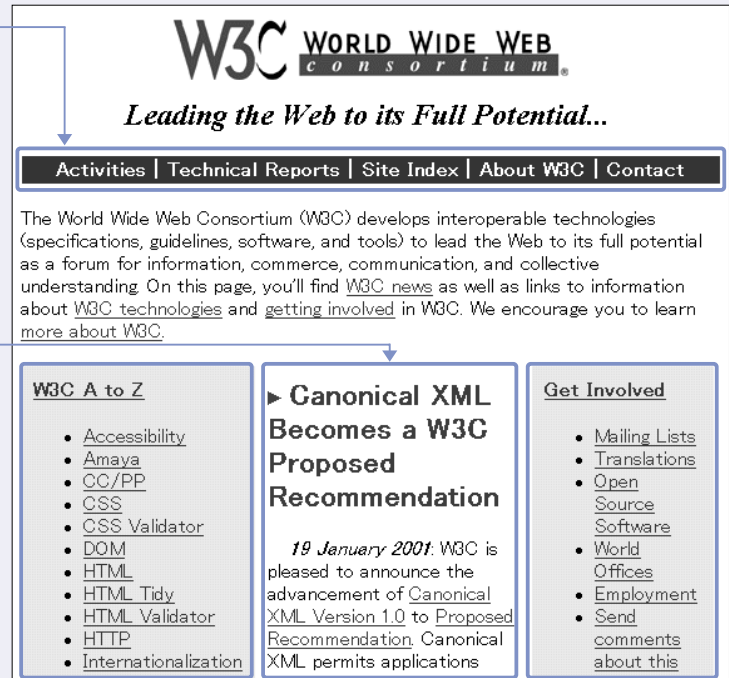 W3C WORLD WIDE WEB
consortium®
Leading the Web to its Full Potential...
Activities | Technical Reports | Site Index | About W3C | Contact
The World Wide Web Consortium (W3C) develops interoperable technologies
(specifications, guidelines, software, and tools) to lead the Web to its full potential
as a forum for information, commerce, communication, and collective
understanding. On this page, you'll find W3C news as well as links to information
about W3C technologies and getting involved in W3C. We encourage you to learn
more about W3C.
W3C A to Z
• Accessibility
• Amaya
• CC/PP
• CSS
• CSS Validator
• DOM
• HTML
• HTML Tidy
• HTML Validator
• HTTP
• Internationalization
▸ Canonical XML
Becomes a W3C
Proposed
Recommendation
19 January 2001: W3C is
pleased to announce the
advancement of Canonical
XML Version 1.0 to Proposed
Recommendation. Canonical
XML permits applications
Get Involved
• Mailing Lists
• Translations
• Open
Source
Software
• World
Offices
• Employment
• Send
comments
about this